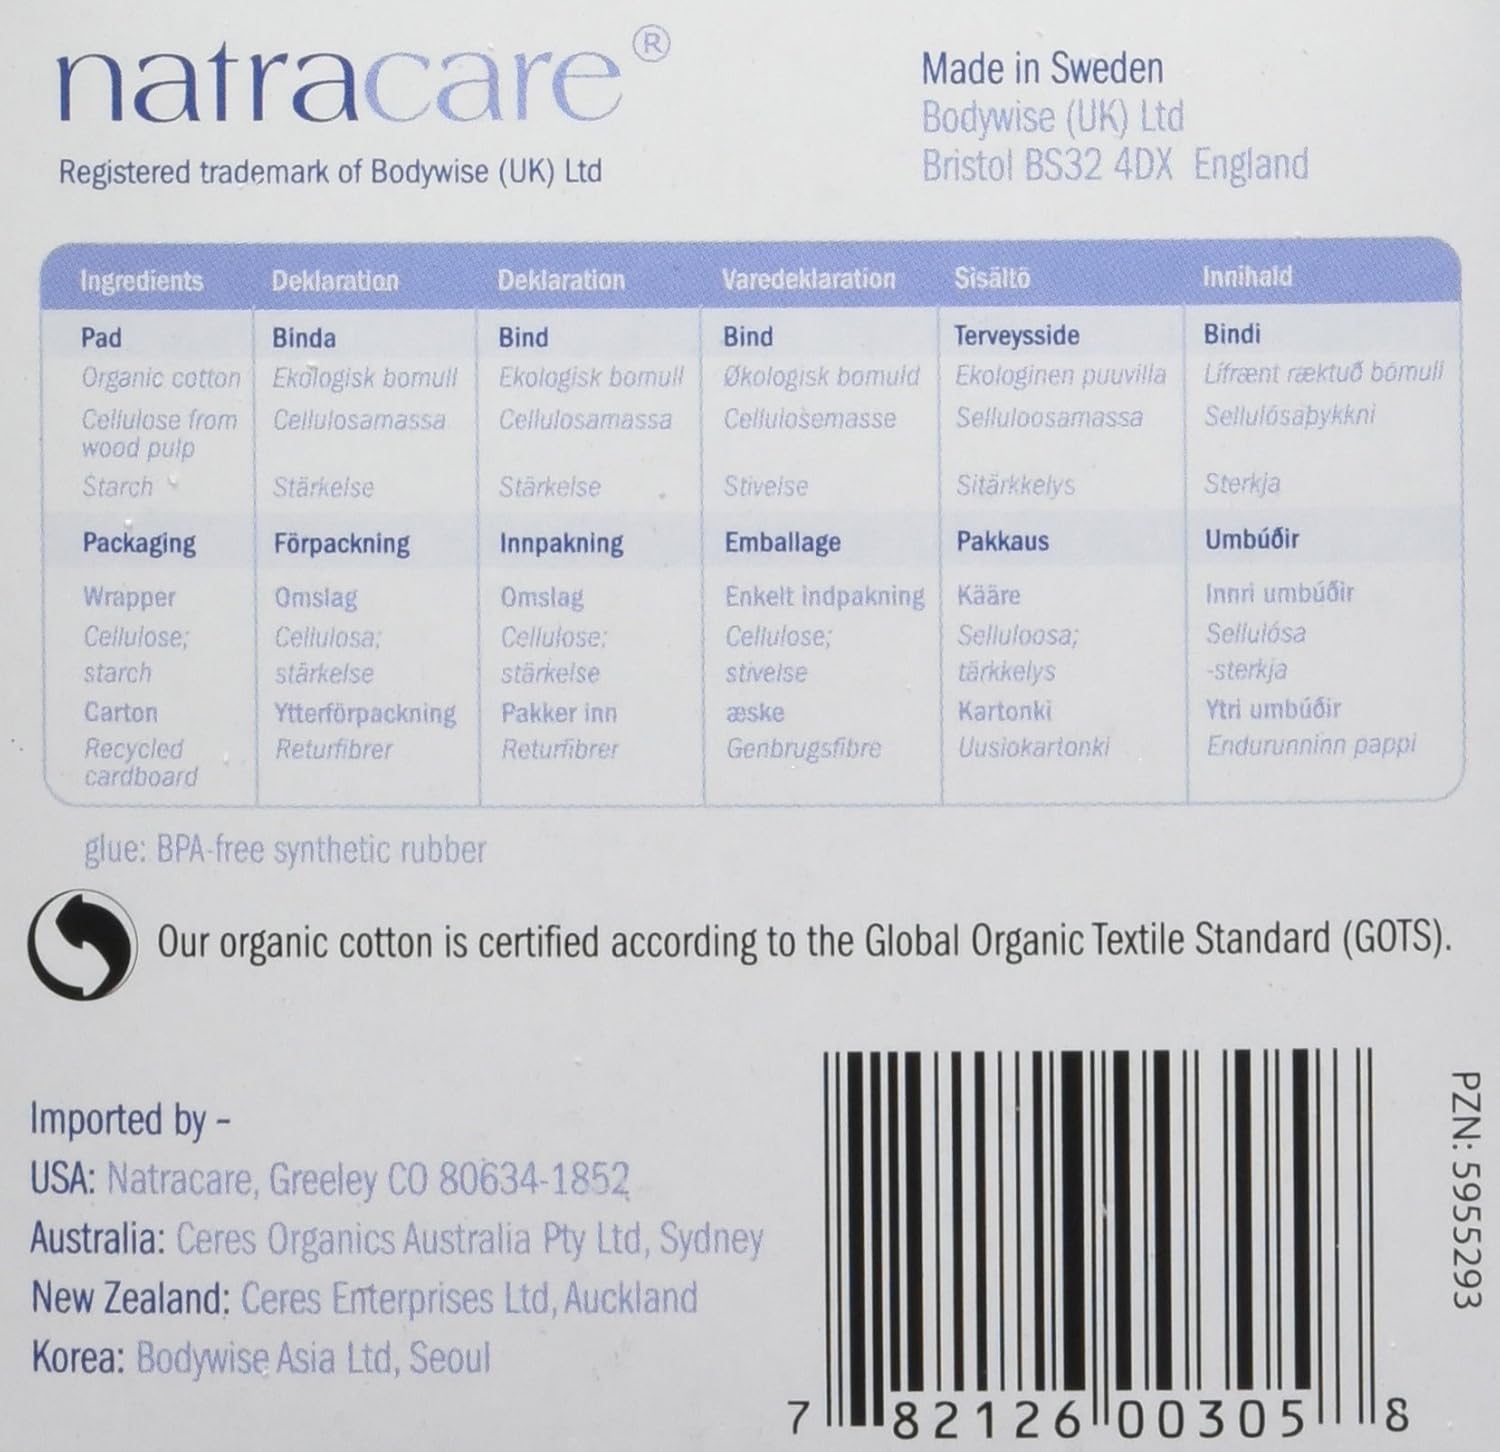 natracare®
Registered trademark of Bodywise (UK) Ltd
Made in Sweden
Bodywise (UK) Ltd
Bristol BS32 4DX England
Ingredients Deklaration Deklaration Varedeklaration Sisältö Innihald
Pad Binda Bind Bind Terveysside Bindi
Organic cotton Ekologisk bomull Ekologisk bomull Økologisk bomuld Ekologinen puuvilla Lífrænt ræktuð bómull
Cellulose from Cellulosamassa Cellulosamassa Cellulosemasse Selluloosamassa Sellulósaþykkni
wood pulp
Starch Stärkelse Stärkelse Stivelse Sitärkkelys Sterkja
Packaging Förpackning Innpakning Emballage Pakkaus Umbúðir
Wrapper Omslag Omslag Enkelt indpakning Kääre Innri umbúðir
Cellulose; Cellulosa; Cellulose; Cellulose; Selluloosa; Sellulósa
starch stärkelse stärkelse stivelse tärkkelys -sterkja
Carton Ytterförpackning Pakker inn æske Kartonki Ytri umbúðir
Recycled Returfibrer Returfibrer Genbrugsfibre Uusiokartonki Endurunninn pappi
cardboard
glue: BPA-free synthetic rubber
Our organic cotton is certified according to the Global Organic Textile Standard (GOTS).
Imported by -
USA: Natracare, Greeley CO 80634-1852
Australia: Ceres Organics Australia Pty Ltd, Sydney
New Zealand: Ceres Enterprises Ltd, Auckland
Korea: Bodywise Asia Ltd, Seoul
7 82126 00305 8
PZN: 5955293